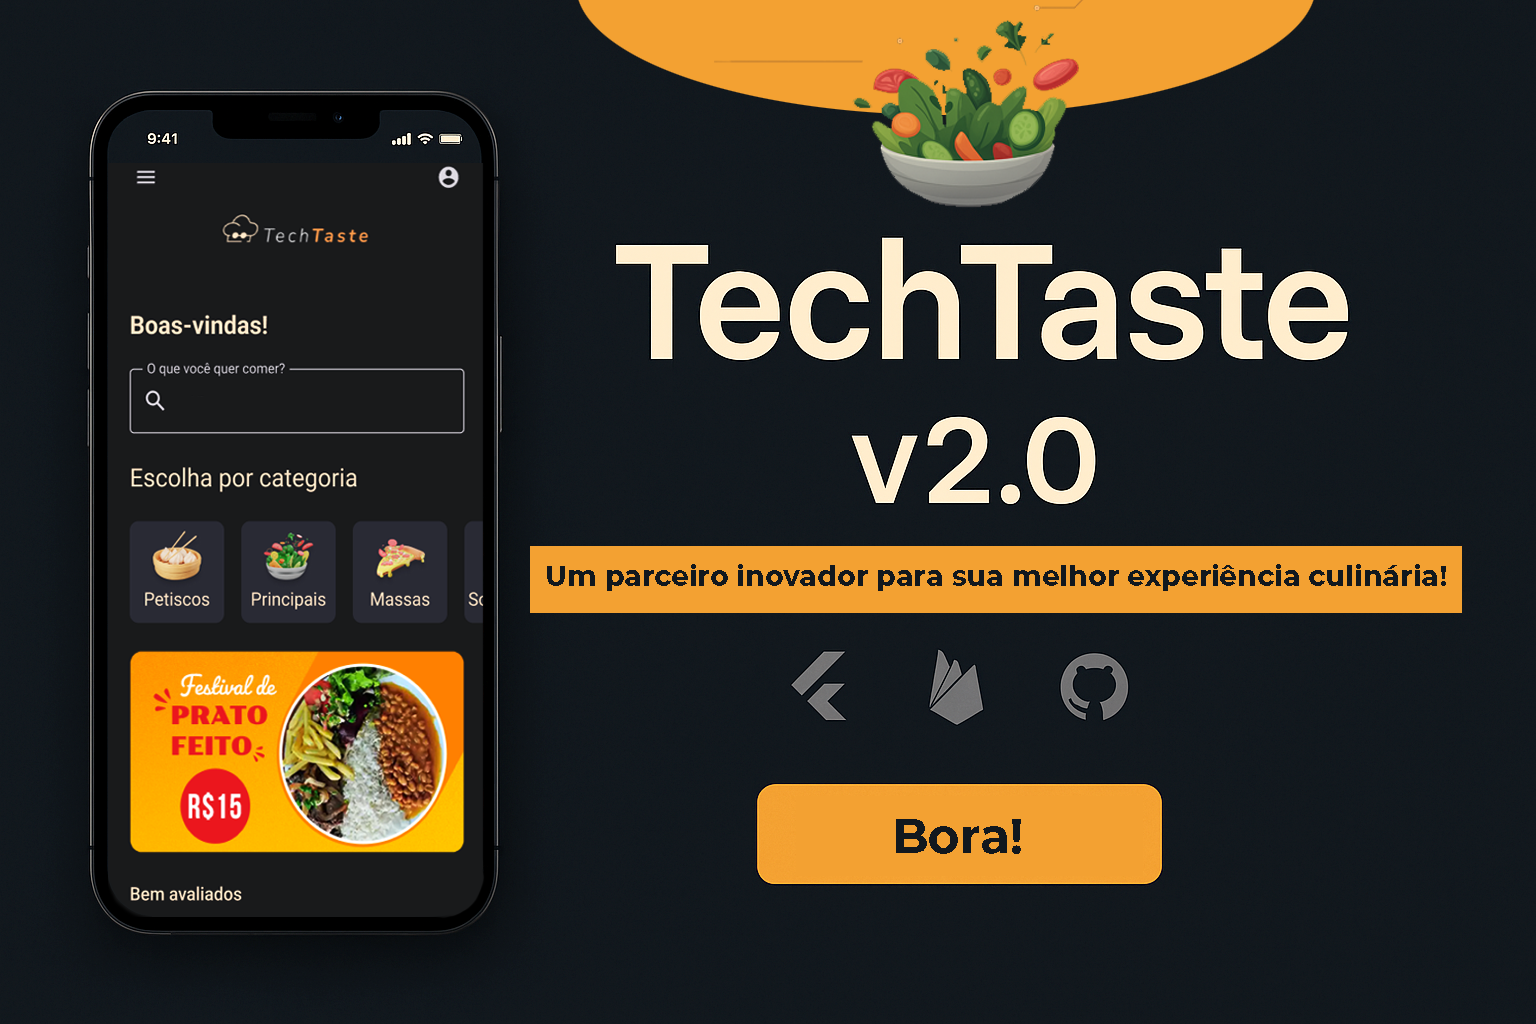 9:41
TechTaste
Boas-vindas!
O que você quer comer?
Escolha por categoria
Petiscos Principais Massas
Festival de
PRATO
FEITO
R$15
Bem avaliados
TechTaste
v2.0
Um parceiro inovador para sua melhor experiência culinária!
Bora!